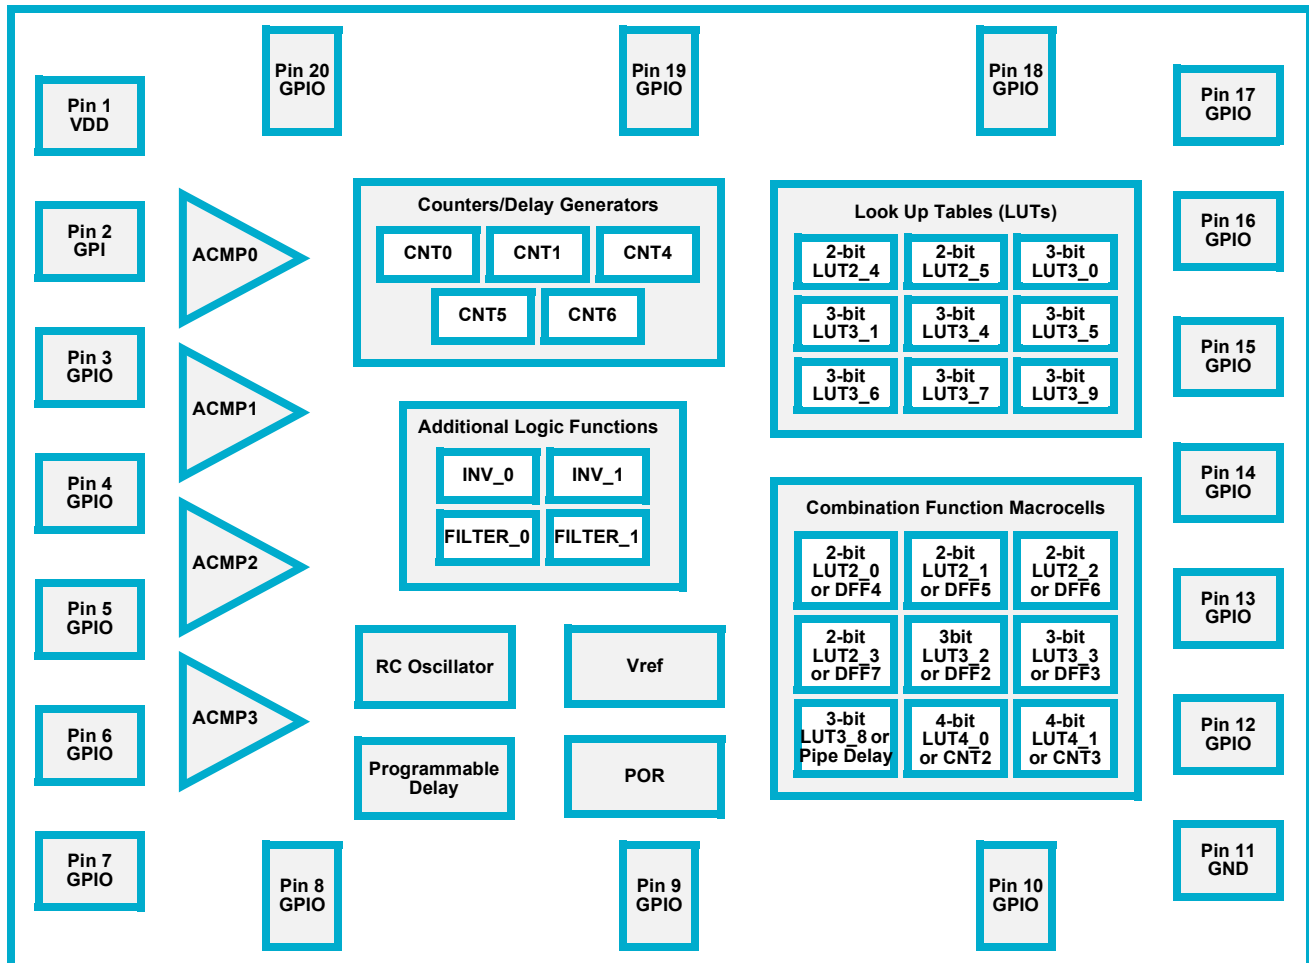 Pin 20
GPIO
Pin 19
GPIO
Pin 18
GPIO
Pin 1
VDD
Pin 2
GPI
Pin 3
GPIO
Pin 4
GPIO
Pin 5
GPIO
Pin 6
GPIO
Pin 7
GPIO
ACMP0
ACMP1
ACMP2
ACMP3
Counters/Delay Generators
CNT0
CNT1
CNT4
CNT5
CNT6
Additional Logic Functions
INV_0
INV_1
FILTER_0
FILTER_1
RC Oscillator
Vref
Programmable
Delay
POR
Look Up Tables (LUTs)
2-bit
LUT2_4
2-bit
LUT2_5
3-bit
LUT3_0
3-bit
LUT3_1
3-bit
LUT3_4
3-bit
LUT3_5
3-bit
LUT3_6
3-bit
LUT3_7
3-bit
LUT3_9
Combination Function Macrocells
2-bit
LUT2_0
or DFF4
2-bit
LUT2_1
or DFF5
2-bit
LUT2_2
or DFF6
2-bit
LUT2_3
or DFF7
3bit
LUT3_2
or DFF2
3-bit
LUT3_3
or DFF3
3-bit
LUT3_8 or
Pipe Delay
4-bit
LUT4_0
or CNT2
4-bit
LUT4_1
or CNT3
Pin 17
GPIO
Pin 16
GPIO
Pin 15
GPIO
Pin 14
GPIO
Pin 13
GPIO
Pin 12
GPIO
Pin 11
GND
Pin 8
GPIO
Pin 9
GPIO
Pin 10
GPIO